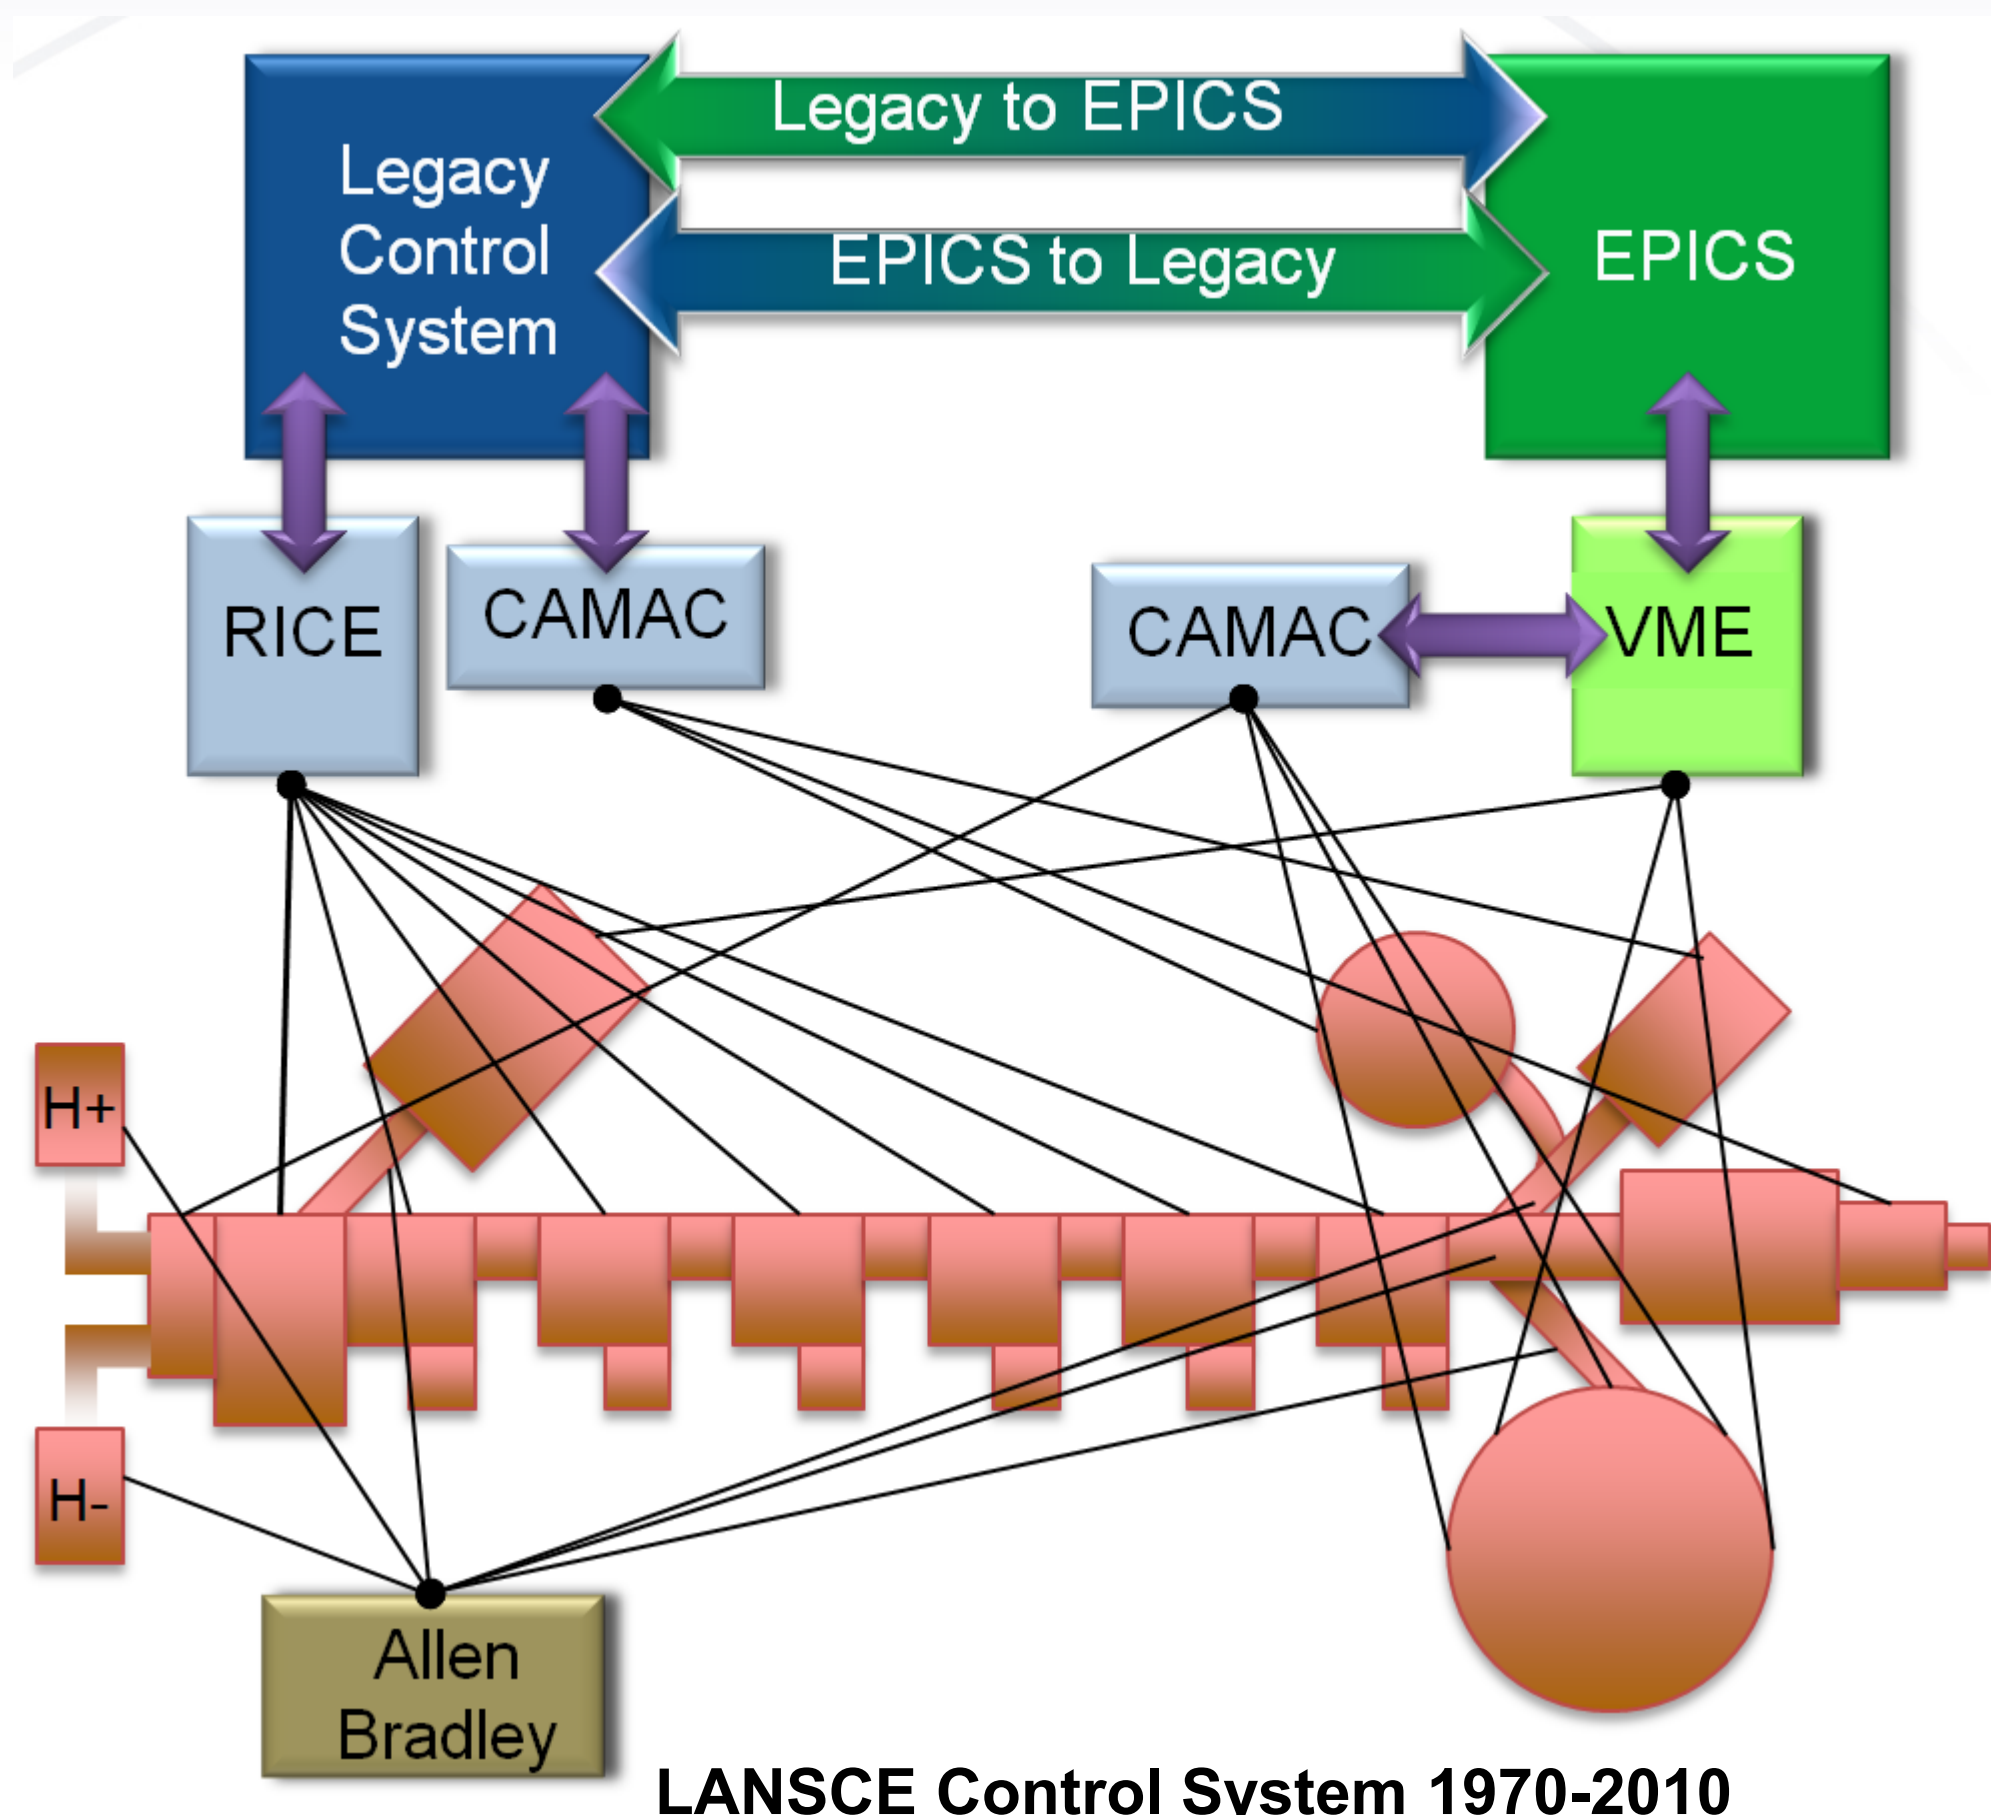 Legacy to EPICS
Legacy
Control
System
EPICS to Legacy
EPICS
RICE
CAMAC
CAMAC
VME
H+
H-
Allen
Bradley
LANSCE Control System 1970-2010